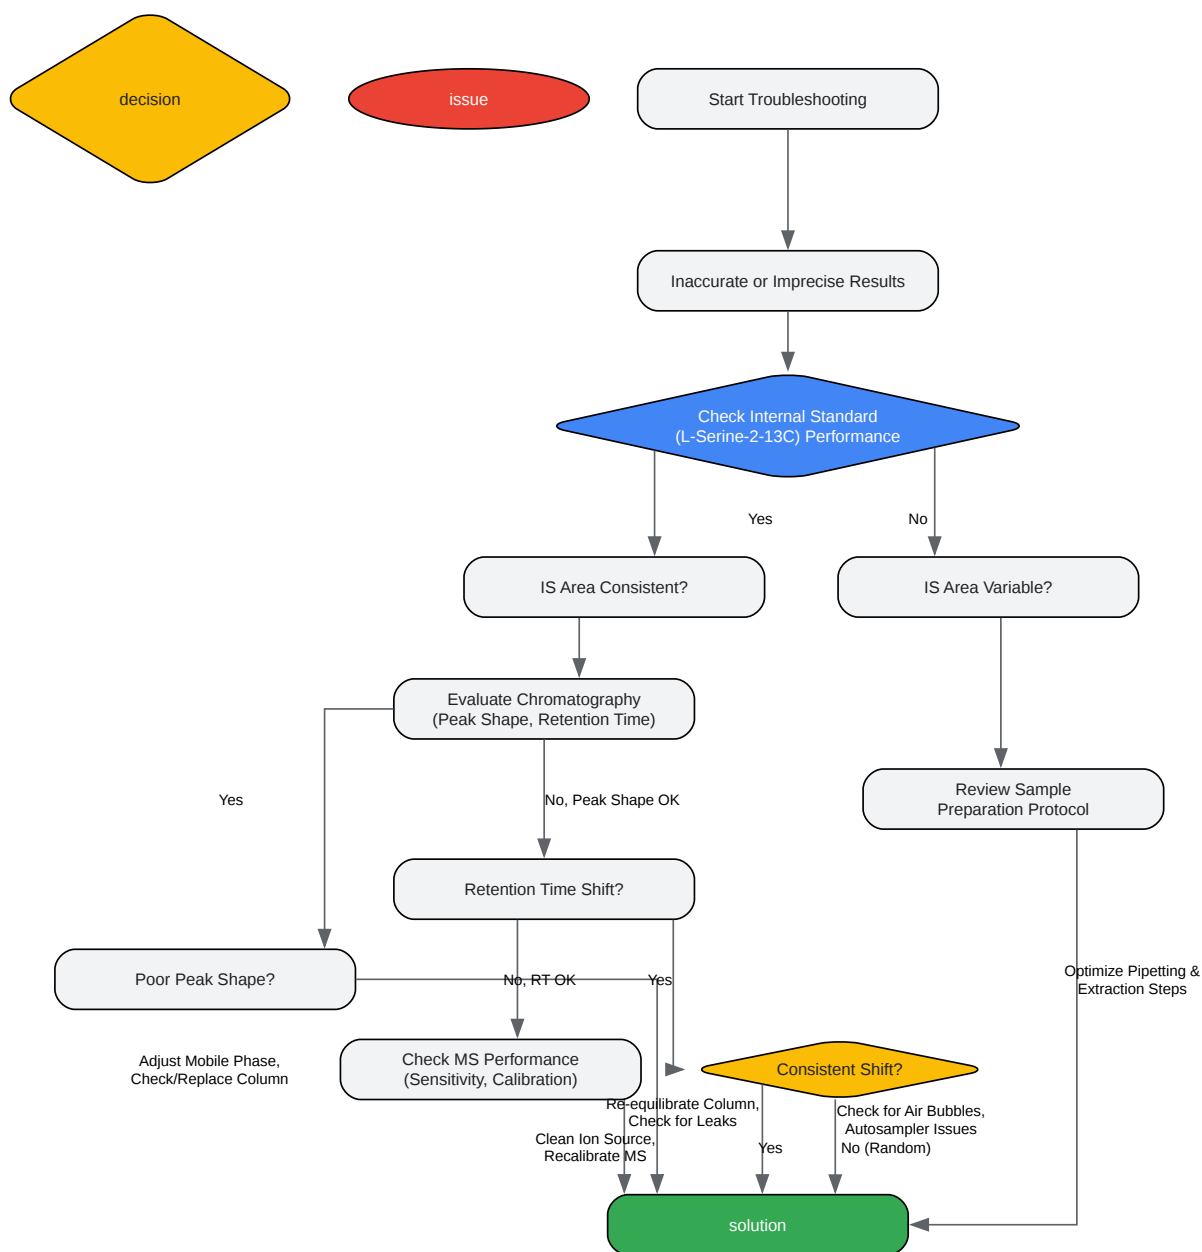 decision
issue
Start Troubleshooting
Inaccurate or Imprecise Results
Check Internal Standard
(L-Serine-2-13C) Performance
Yes
No
IS Area Consistent?
IS Area Variable?
Evaluate Chromatography
(Peak Shape, Retention Time)
Review Sample
Preparation Protocol
Yes
No, Peak Shape OK
Retention Time Shift?
Poor Peak Shape?
No, RT OK
Yes
Optimize Pipetting &
Extraction Steps
Adjust Mobile Phase,
Check/Replace Column
Check MS Performance
(Sensitivity, Calibration)
Consistent Shift?
Re-equilibrate Column,
Check for Leaks
Check for Air Bubbles,
Autosampler Issues
Clean Ion Source,
Recalibrate MS
Yes
No (Random)
solution